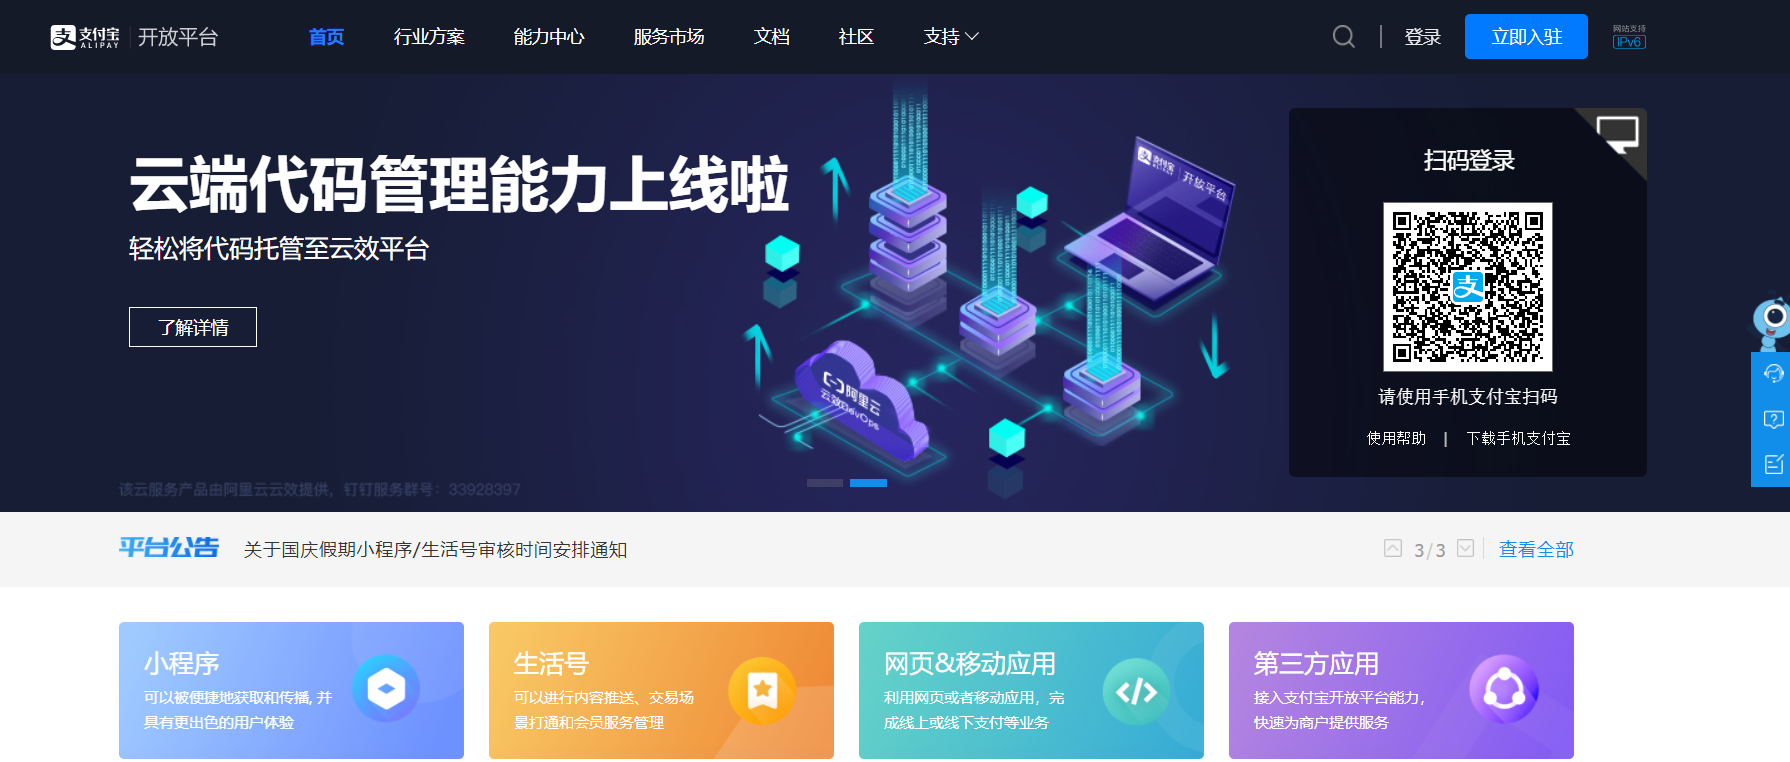 支付宝 ALIPAY 开放平台
首页 行业方案 能力中心 服务市场 文档 社区 支持
登录 立即入驻
网站支持
IPv6
云端代码管理能力上线啦
轻松将代码托管至云效平台
了解详情
支付宝 开放平台
阿里云
云效DevOps
扫码登录
支
请使用手机支付宝扫码
使用帮助 | 下载手机支付宝
该云服务产品由阿里云云效提供，钉钉服务群号：33928397
平台公告 关于国庆假期小程序/生活号审核时间安排通知
3/3 查看全部
小程序
可以被便捷地获取和传播, 并
具有更出色的用户体验
生活号
可以进行内容推送、交易场
景打通和会员服务管理
网页&移动应用
利用网页或者移动应用，完
成线上或线下支付等业务
第三方应用
接入支付宝开放平台能力，
快速为商户提供服务